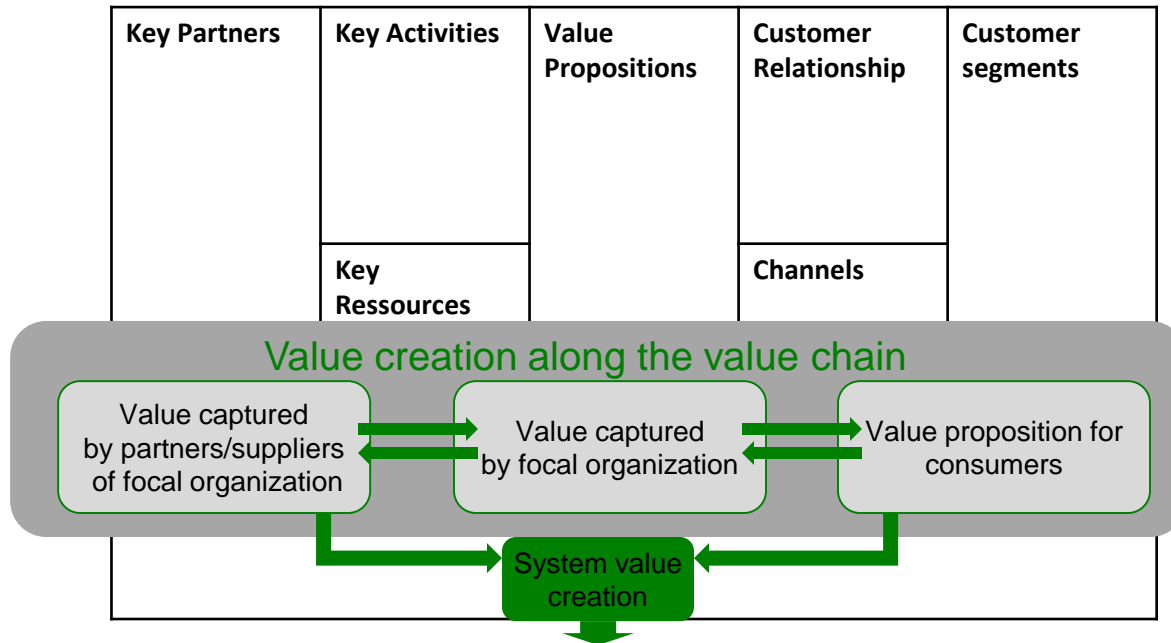 Key Partners
Key Activities
Value
Propositions
Customer
Relationship
Customer
segments
Key
Ressources
Channels
Value creation along the value chain
Value captured
by partners/suppliers
of focal organization
Value captured
by focal organization
Value proposition for
consumers
System value
creation